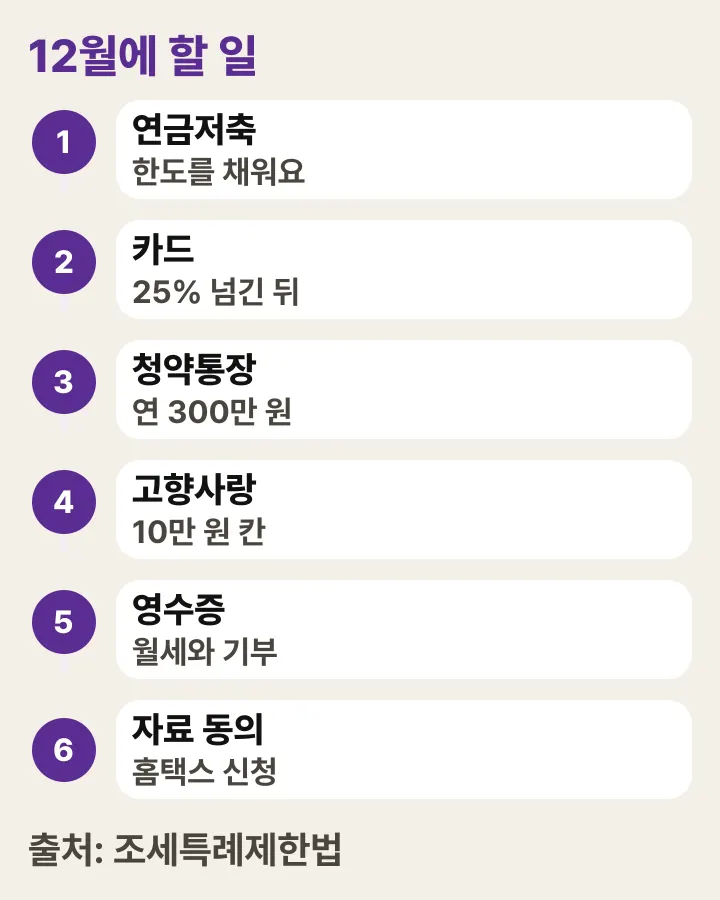 12월에 할 일
1
연금저축
한도를 채워요
2
카드
25% 넘긴 뒤
3
청약통장
연 300만 원
4
고향사랑
10만 원 칸
5
영수증
월세와 기부
6
자료 동의
홈택스 신청
출처: 조세특례제한법